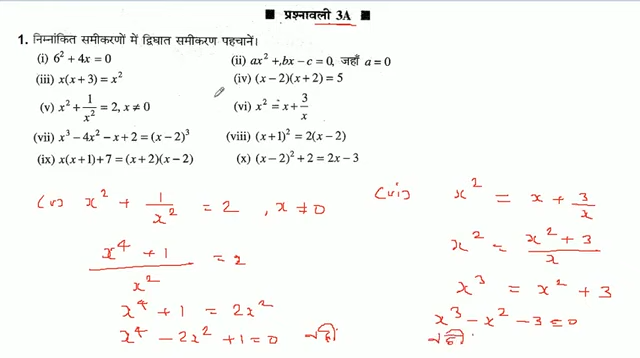 ■ प्रश्नावली 3A ■
1. निम्नांकित समीकरणों में द्विघात समीकरण पहचानें।
(i) 6² + 4x = 0 (ii) ax² +, bx − c = 0, जहाँ a = 0
(iii) x(x + 3) = x² (iv) (x − 2)(x + 2) = 5
(v) x² + 1/x² = 2, x ≠ 0 (vi) x² = x + 3/x
(vii) x³ − 4x² − x + 2 = (x − 2)³ (viii) (x + 1)² = 2(x − 2)
(ix) x(x + 1) + 7 = (x + 2)(x − 2) (x) (x − 2)² + 2 = 2x − 3
(v) x² + 1/x² = 2, x ≠ 0
(x⁴ + 1)/x² = 2
x⁴ + 1 = 2x²
x⁴ − 2x² + 1 = 0 नहीं
(vi) x² = x + 3/x
x² = (x² + 3)/x
x³ = x² + 3
x³ − x² − 3 = 0
नहीं